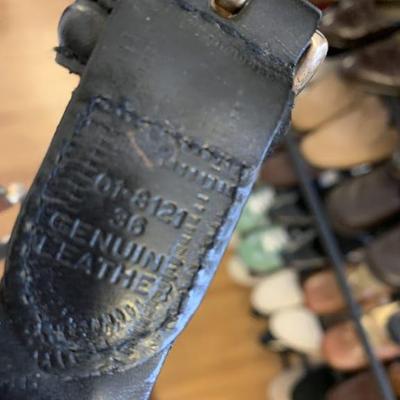 01-8121
36
GENUINE
LEATHER